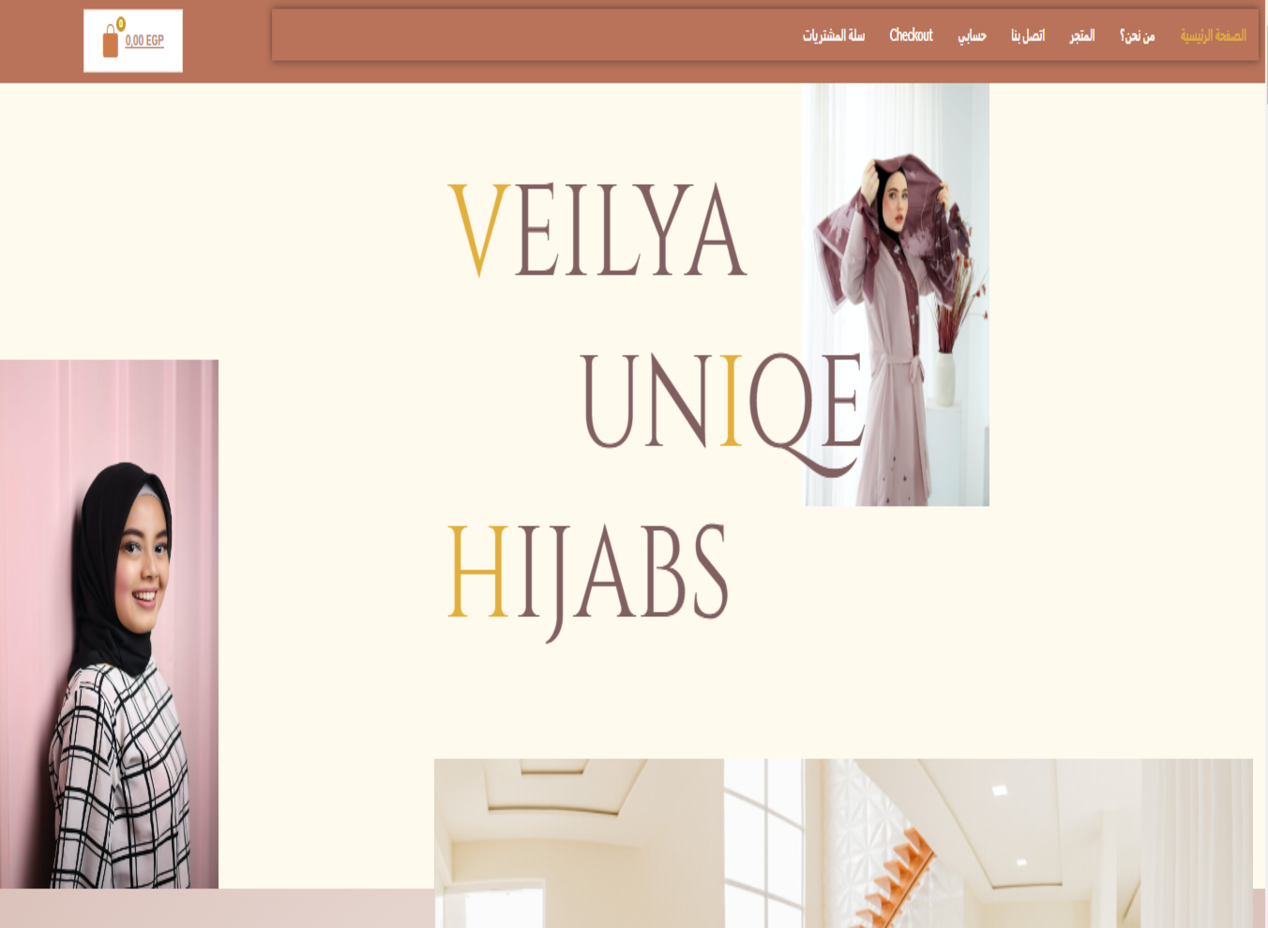 الصفحة الرئيسية من نحن؟ المتجر اتصل بنا حسابي Checkout سلة المشتريات
0
0,00 EGP
VEILYA
UNIQE
HIJABS